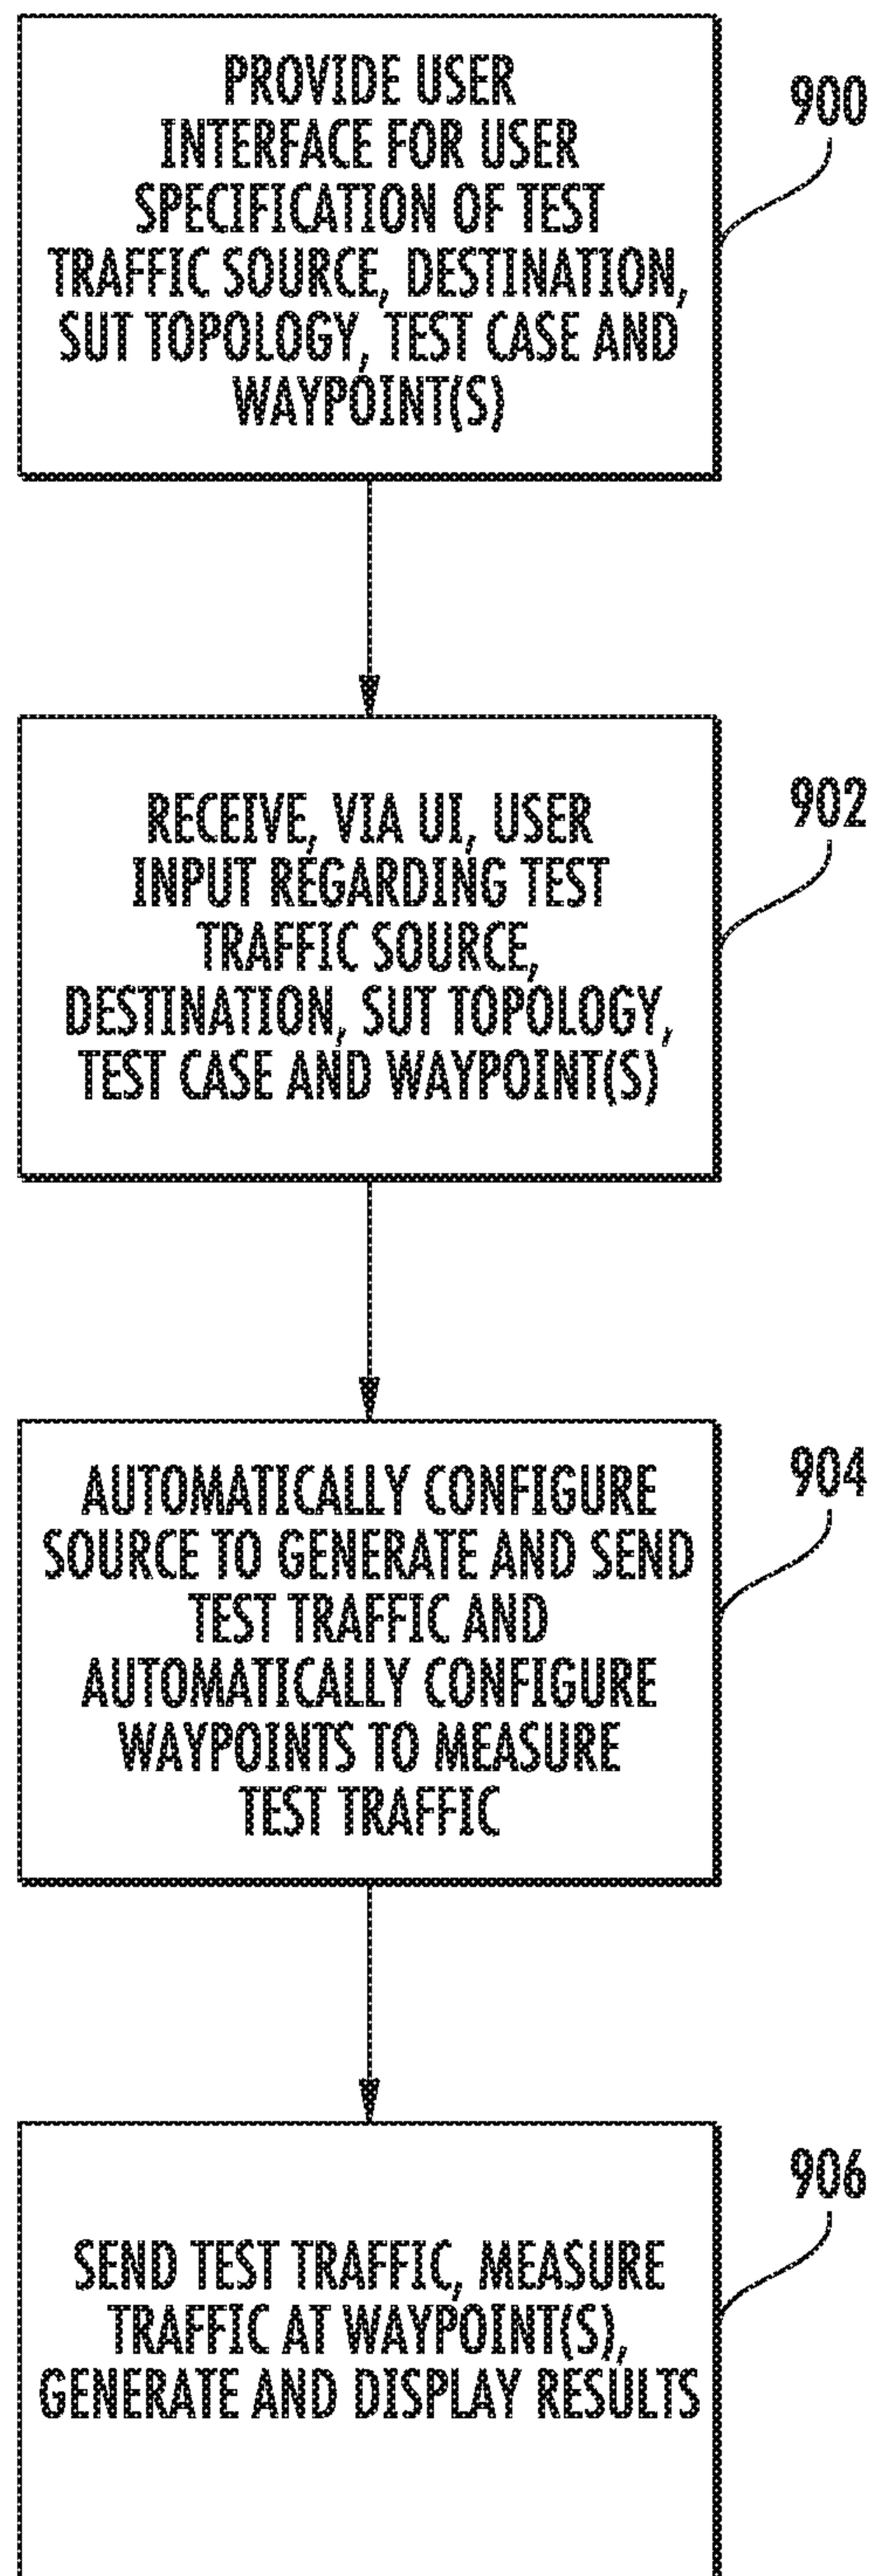 PROVIDE USER
INTERFACE FOR USER
SPECIFICATION OF TEST
TRAFFIC SOURCE, DESTINATION,
SUT TOPOLOGY, TEST CASE AND
WAYPOINT(S)
900
RECEIVE, VIA UI, USER
INPUT REGARDING TEST
TRAFFIC SOURCE,
DESTINATION, SUT TOPOLOGY,
TEST CASE AND WAYPOINT(S)
902
AUTOMATICALLY CONFIGURE
SOURCE TO GENERATE AND SEND
TEST TRAFFIC AND
AUTOMATICALLY CONFIGURE
WAYPOINTS TO MEASURE
TEST TRAFFIC
904
SEND TEST TRAFFIC, MEASURE
TRAFFIC AT WAYPOINT(S),
GENERATE AND DISPLAY RESULTS
906